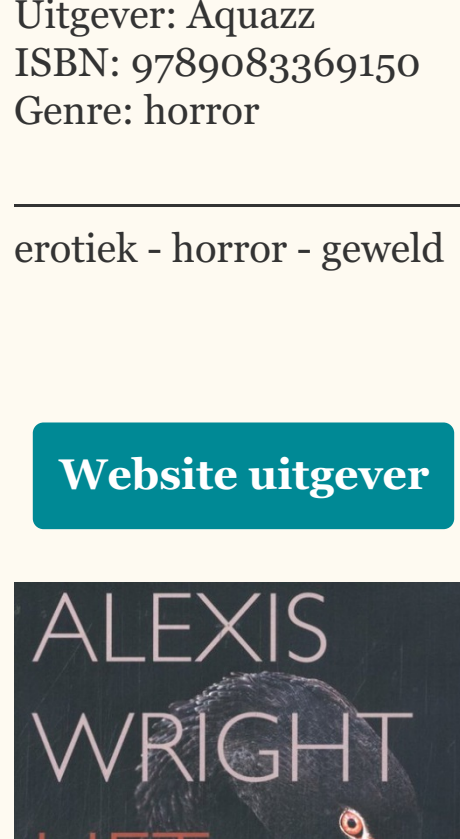 Uitgever: Aquazz
ISBN: 9789083369150
Genre: horror
erotiek - horror - geweld
Website uitgever
ALEXIS
WRIGHT